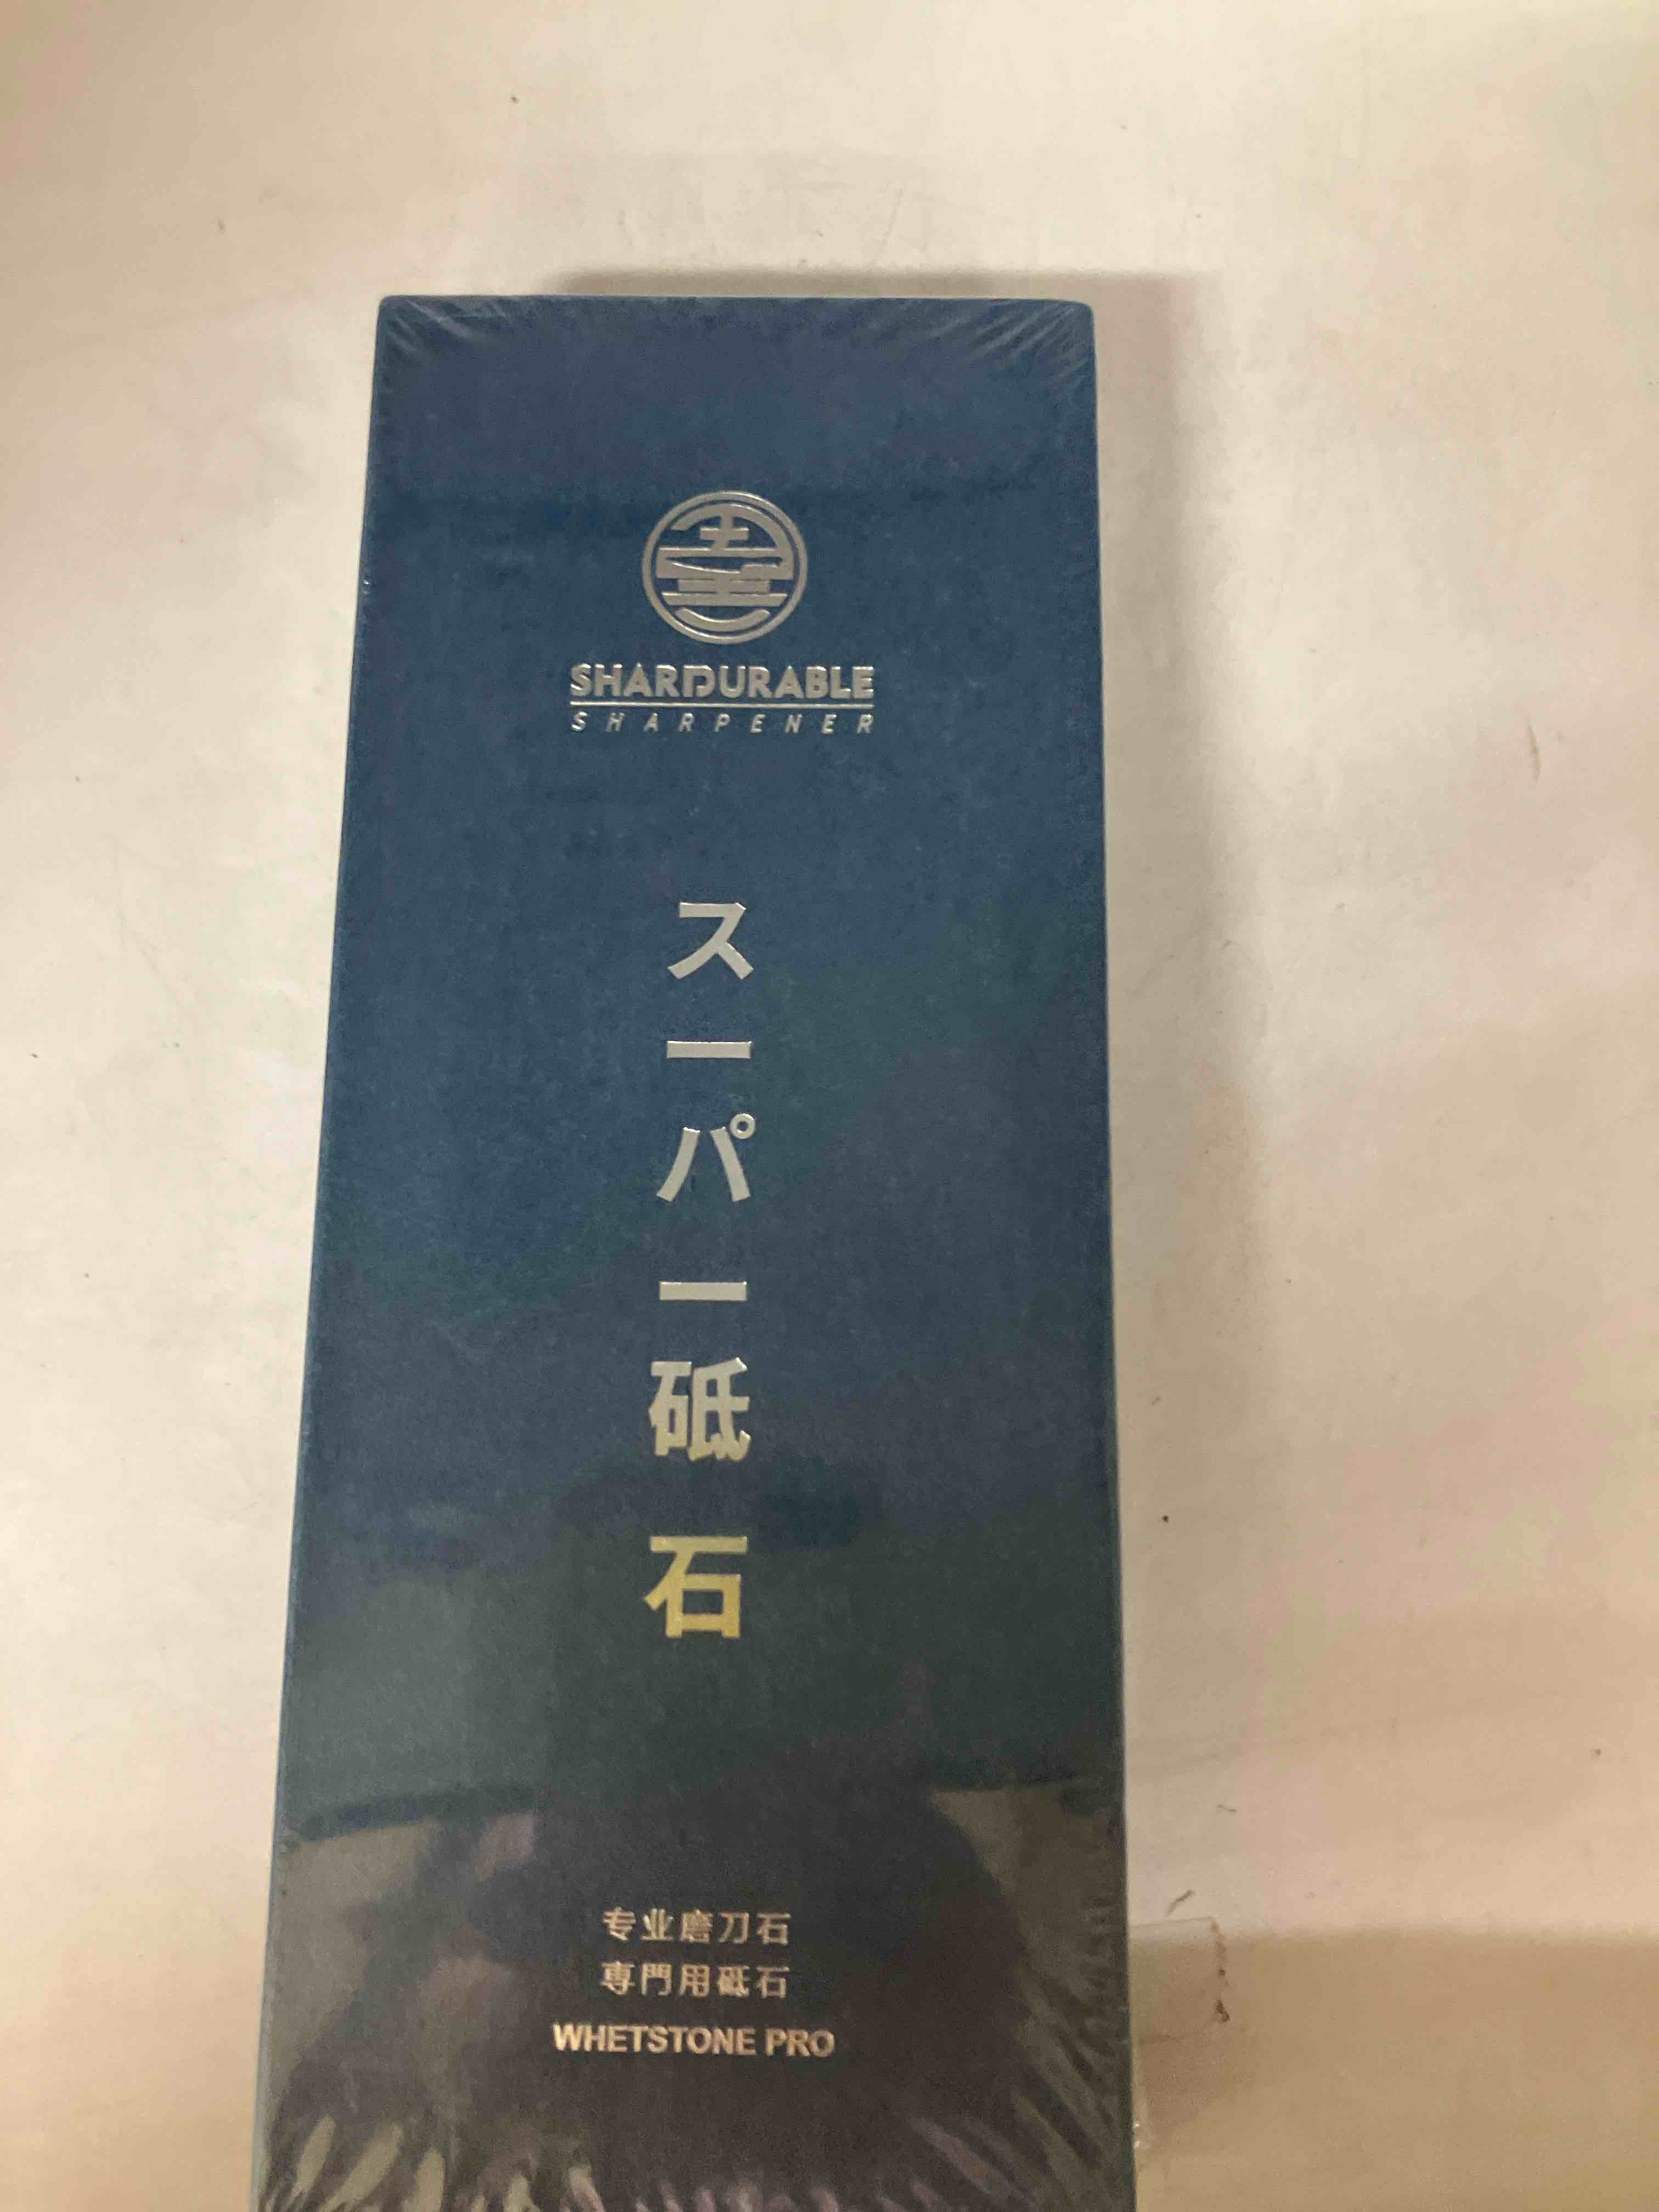 SHARDURABLE
SHARPENER
スーパー砥石
专业磨刀石
専門用砥石
WHETSTONE PRO